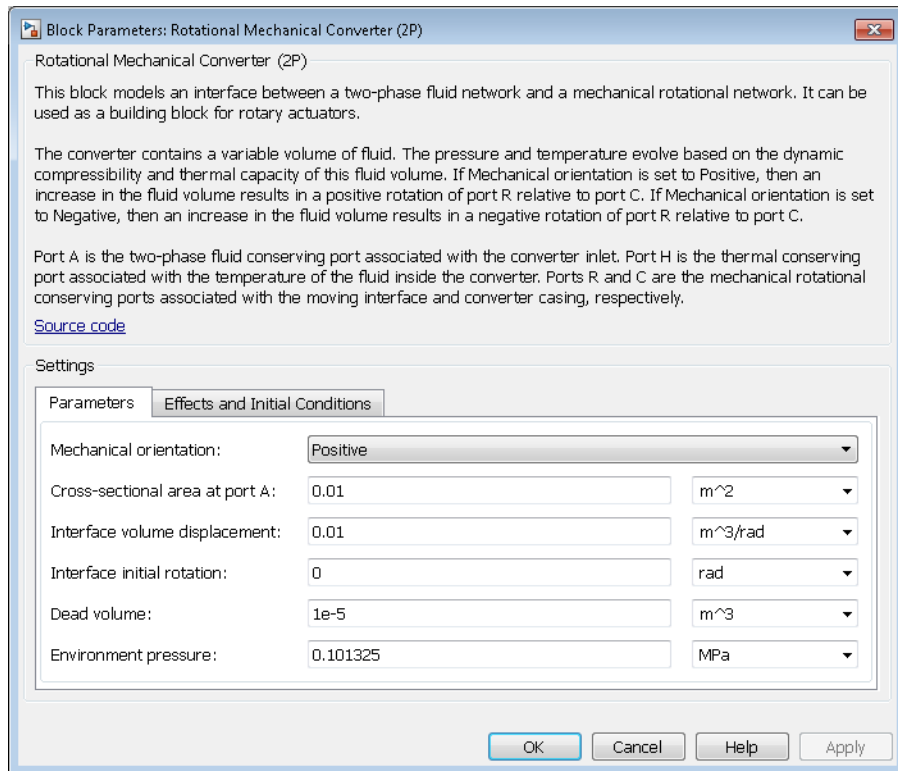 Block Parameters: Rotational Mechanical Converter (2P)
Rotational Mechanical Converter (2P)
This block models an interface between a two-phase fluid network and a mechanical rotational network. It can be
used as a building block for rotary actuators.
The converter contains a variable volume of fluid. The pressure and temperature evolve based on the dynamic
compressibility and thermal capacity of this fluid volume. If Mechanical orientation is set to Positive, then an
increase in the fluid volume results in a positive rotation of port R relative to port C. If Mechanical orientation is set
to Negative, then an increase in the fluid volume results in a negative rotation of port R relative to port C.
Port A is the two-phase fluid conserving port associated with the converter inlet. Port H is the thermal conserving
port associated with the temperature of the fluid inside the converter. Ports R and C are the mechanical rotational
conserving ports associated with the moving interface and converter casing, respectively.
Source code
Settings
Parameters Effects and Initial Conditions
Mechanical orientation: Positive
Cross-sectional area at port A: 0.01 m^2
Interface volume displacement: 0.01 m^3/rad
Interface initial rotation: 0 rad
Dead volume: 1e-5 m^3
Environment pressure: 0.101325 MPa
OK Cancel Help Apply